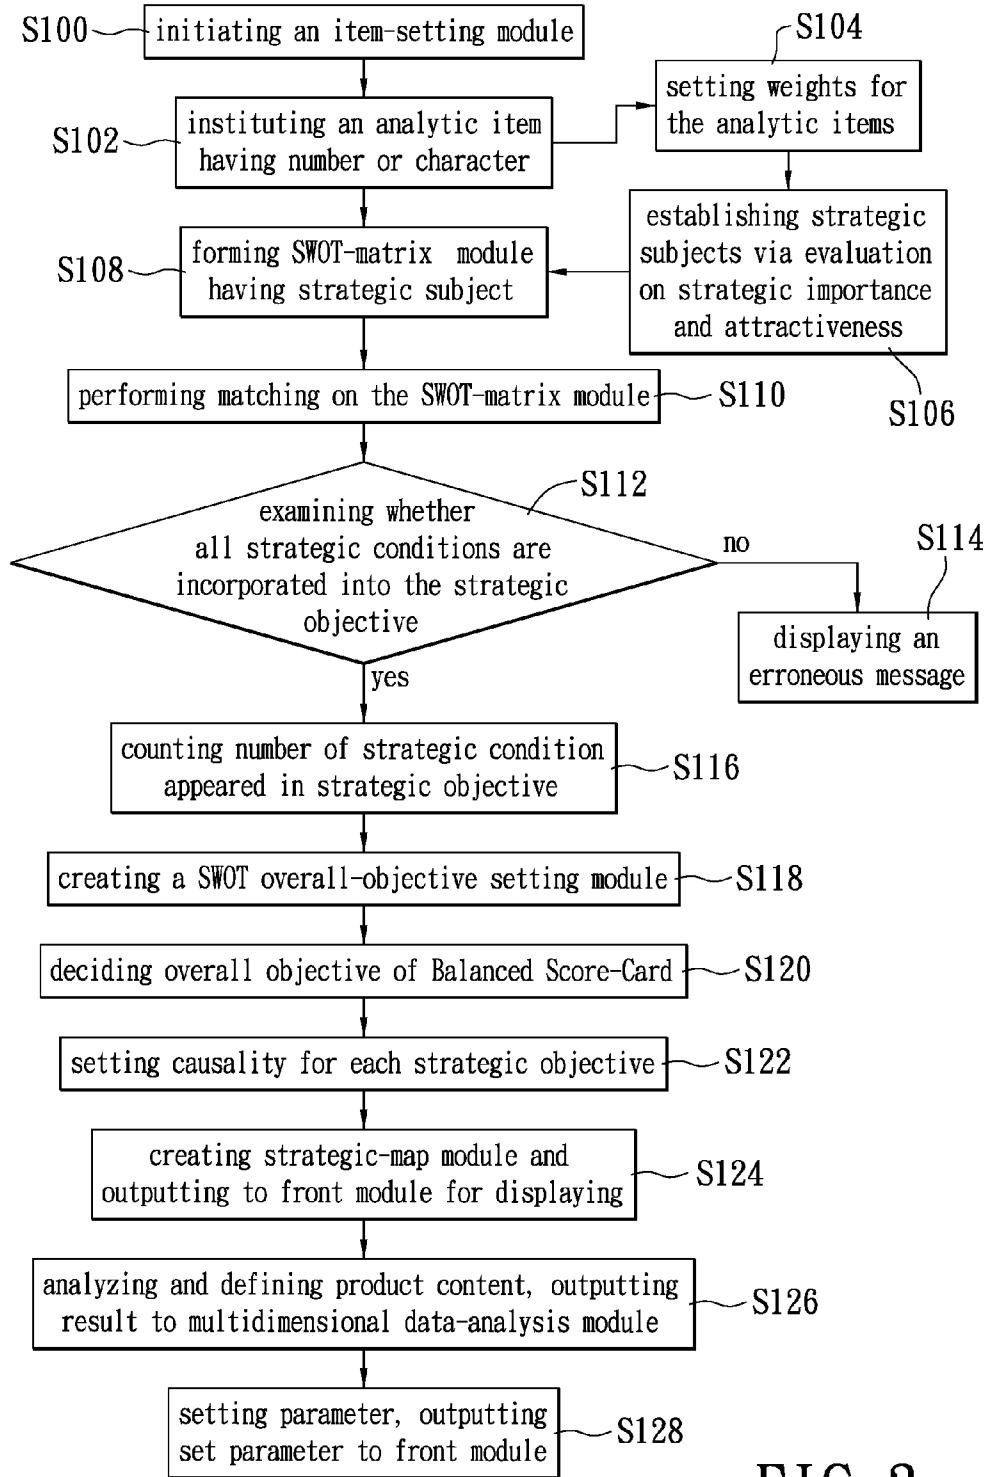 S100
initiating an item-setting module
S104
setting weights for
the analytic items
S102
instituting an analytic item
having number or character
S108
forming SWOT-matrix module
having strategic subject
establishing strategic
subjects via evaluation
on strategic importance
and attractiveness
S106
performing matching on the SWOT-matrix module
S110
S112
examining whether
all strategic conditions are
incorporated into the strategic
objective
no
S114
displaying an
erroneous message
yes
counting number of strategic condition
appeared in strategic objective
S116
creating a SWOT overall-objective setting module
S118
deciding overall objective of Balanced Score-Card
S120
setting causality for each strategic objective
S122
creating strategic-map module and
outputting to front module for displaying
S124
analyzing and defining product content, outputting
result to multidimensional data-analysis module
S126
setting parameter, outputting
set parameter to front module
S128